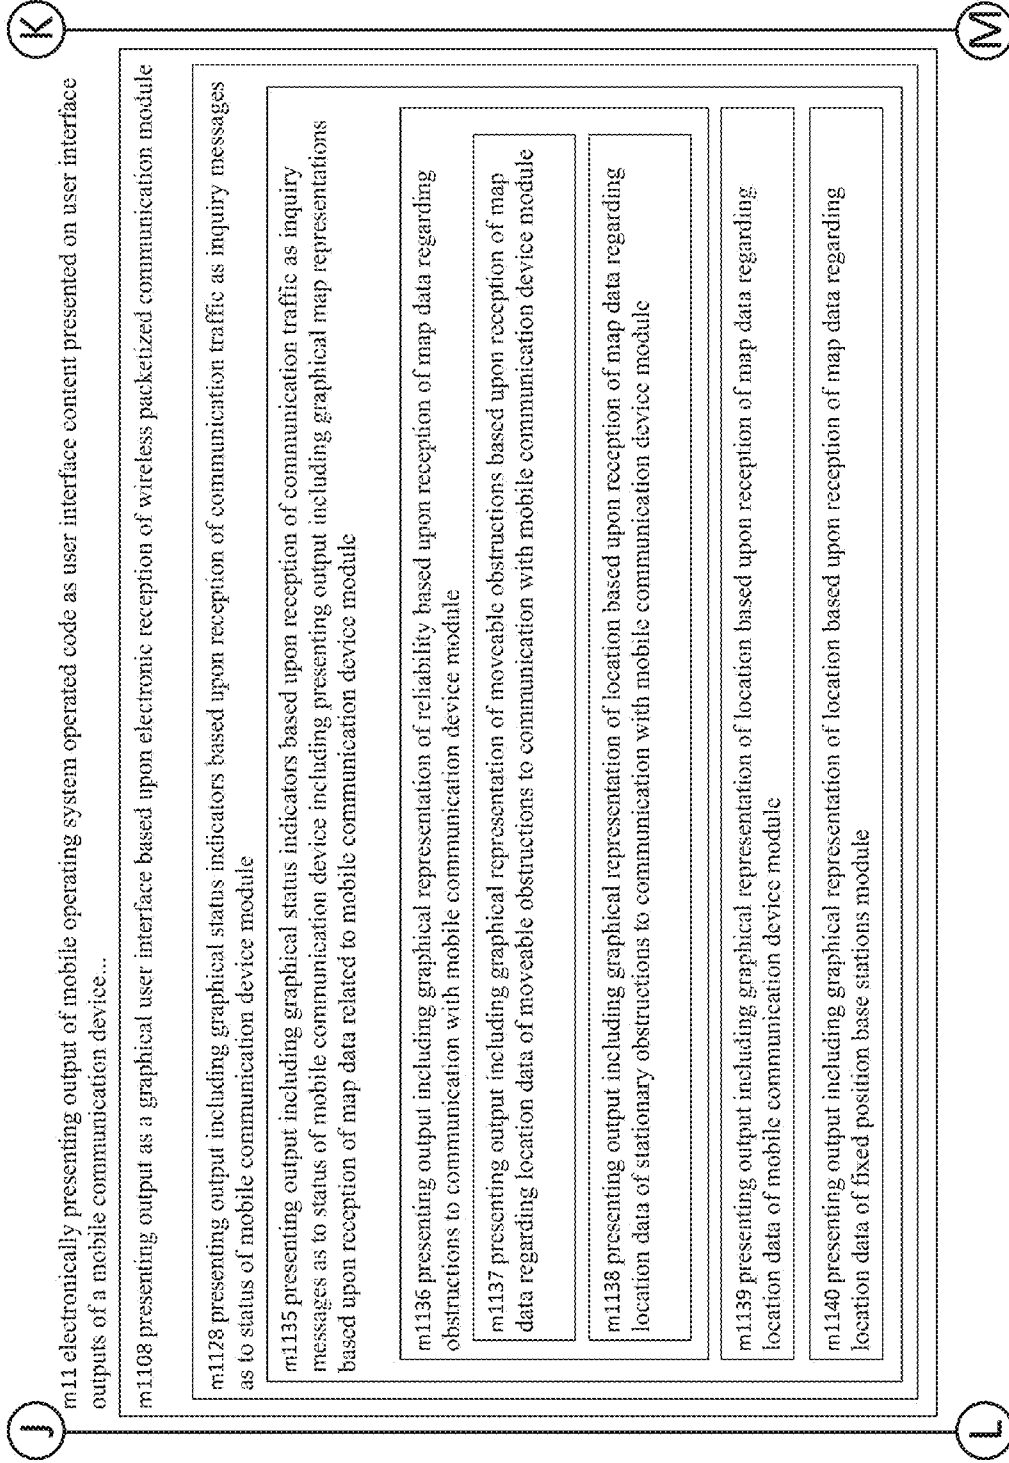 J
K
m11 electronically presenting output of mobile operating system operated code as user interface content presented on user interface
outputs of a mobile communication device...
m1108 presenting output as a graphical user interface based upon electronic reception of wireless packetized communication module
m1128 presenting output including graphical status indicators based upon reception of communication traffic as inquiry messages
as to status of mobile communication device module
m1135 presenting output including graphical status indicators based upon reception of communication traffic as inquiry
messages as to status of mobile communication device including presenting output including graphical map representations
based upon reception of map data related to mobile communication device module
m1136 presenting output including graphical representation of reliability based upon reception of map data regarding
obstructions to communication with mobile communication device module
m1137 presenting output including graphical representation of moveable obstructions based upon reception of map
data regarding location data of moveable obstructions to communication with mobile communication device module
m1138 presenting output including graphical representation of location based upon reception of map data regarding
location data of stationary obstructions to communication with mobile communication device module
m1139 presenting output including graphical representation of location based upon reception of map data regarding
location data of mobile communication device module
m1140 presenting output including graphical representation of location based upon reception of map data regarding
location data of fixed position base stations module
L
M